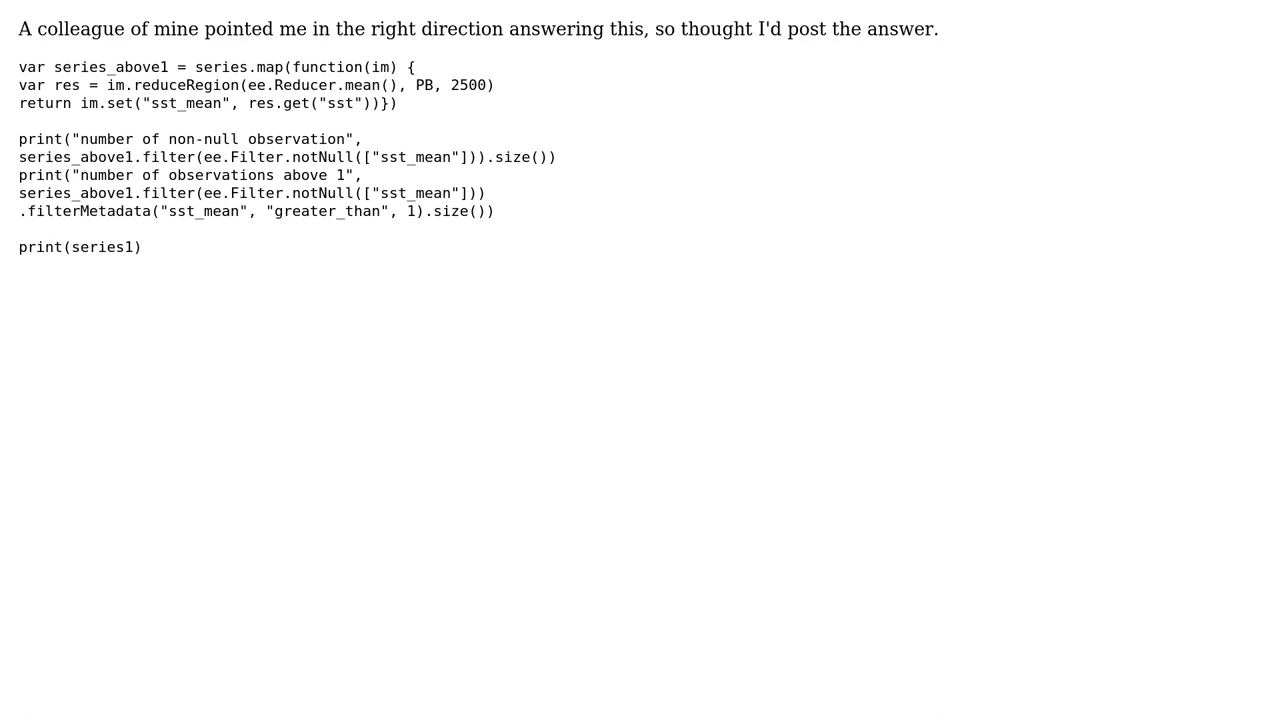 A colleague of mine pointed me in the right direction answering this, so thought I'd post the answer.
var series_above1 = series.map(function(im) {
var res = im.reduceRegion(ee.Reducer.mean(), PB, 2500)
return im.set("sst_mean", res.get("sst"))})
print("number of non-null observation",
series_above1.filter(ee.Filter.notNull(["sst_mean"])).size())
print("number of observations above 1",
series_above1.filter(ee.Filter.notNull(["sst_mean"]))
.filterMetadata("sst_mean", "greater_than", 1).size())
print(series1)